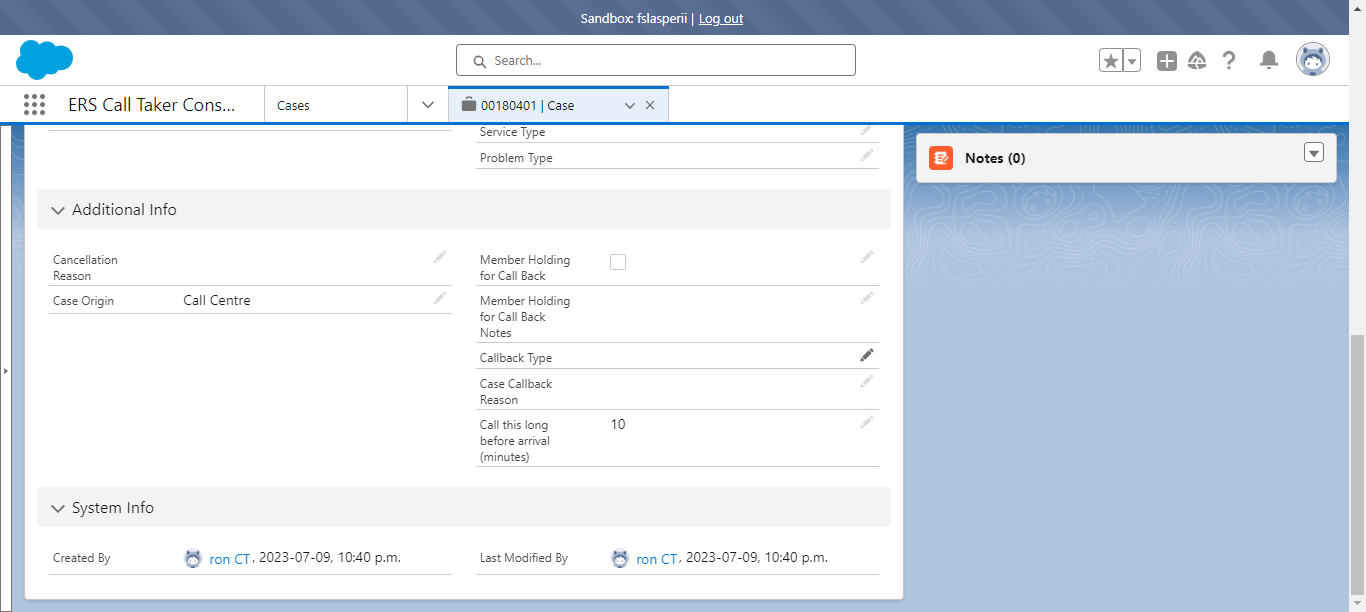 Sandbox: fslasperii | Log out
Search...
ERS Call Taker Cons...
Cases
00180401 | Case
Service Type
Problem Type
Notes (0)
Additional Info
Cancellation
Reason
Case Origin
Call Centre
Member Holding
for Call Back
Member Holding
for Call Back
Notes
Callback Type
Case Callback
Reason
Call this long
before arrival
(minutes)
10
System Info
Created By
ron CT, 2023-07-09, 10:40 p.m.
Last Modified By
ron CT, 2023-07-09, 10:40 p.m.